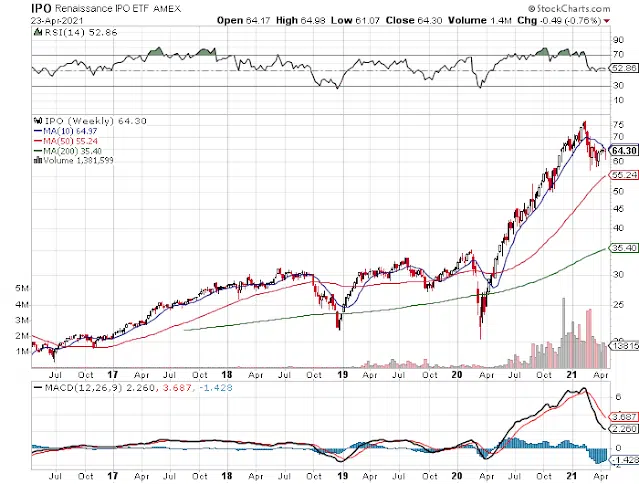 IPO Renaissance IPO ETF AMEX © StockCharts.com
23-Apr-2021 Open 64.17 High 64.98 Low 61.07 Close 64.30 Volume 1.4M Chg -0.49 (-0.76%)
RSI(14) 52.86
90
70
52.86
30
10
IPO (Weekly) 64.30
MA(10) 64.97
MA(50) 55.24
MA(200) 35.40
Volume 1,381,599
75
70
64.30
60
55.24
50
45
40
35.40
30
25
5M
4M
3M
2M
1M
Jul Oct 17 Apr Jul Oct 18 Apr Jul Oct 19 Apr Jul Oct 20 Apr Jul Oct 21 Apr
MACD(12,26,9) 2.260, 3.687, -1.428
8
6
3.687
2.260
-1.428
Jul Oct 17 Apr Jul Oct 18 Apr Jul Oct 19 Apr Jul Oct 20 Apr Jul Oct 21 Apr